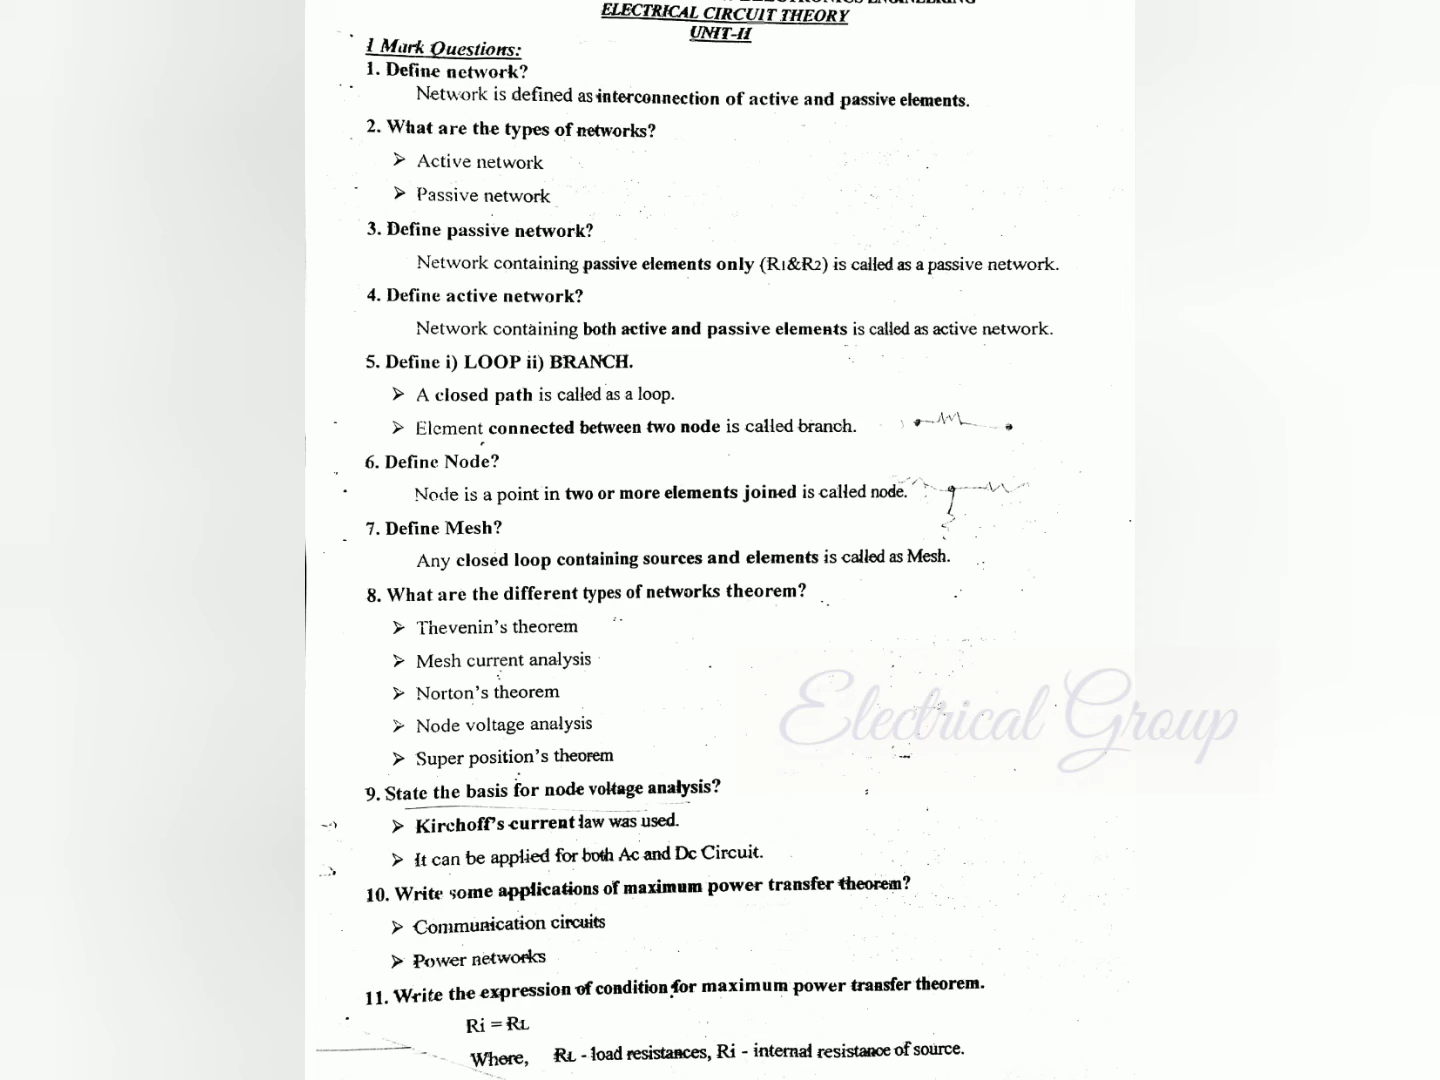 ELECTRICAL CIRCUIT THEORY
UNIT-II
1 Mark Questions:
1. Define network?
Network is defined as interconnection of active and passive elements.
2. What are the types of networks?
➢ Active network
➢ Passive network
3. Define passive network?
Network containing passive elements only (R1&R2) is called as a passive network.
4. Define active network?
Network containing both active and passive elements is called as active network.
5. Define i) LOOP ii) BRANCH.
➢ A closed path is called as a loop.
➢ Element connected between two node is called branch.
6. Define Node?
Node is a point in two or more elements joined is called node.
7. Define Mesh?
Any closed loop containing sources and elements is called as Mesh.
8. What are the different types of networks theorem?
➢ Thevenin's theorem
➢ Mesh current analysis
➢ Norton's theorem
➢ Node voltage analysis
➢ Super position's theorem
Electrical Group
9. State the basis for node voltage analysis?
➢ Kirchoff's current law was used.
➢ It can be applied for both Ac and Dc Circuit.
10. Write some applications of maximum power transfer theorem?
➢ Communication circuits
➢ Power networks
11. Write the expression of condition for maximum power transfer theorem.
Ri = RL
Where, RL - load resistances, Ri - internal resistance of source.